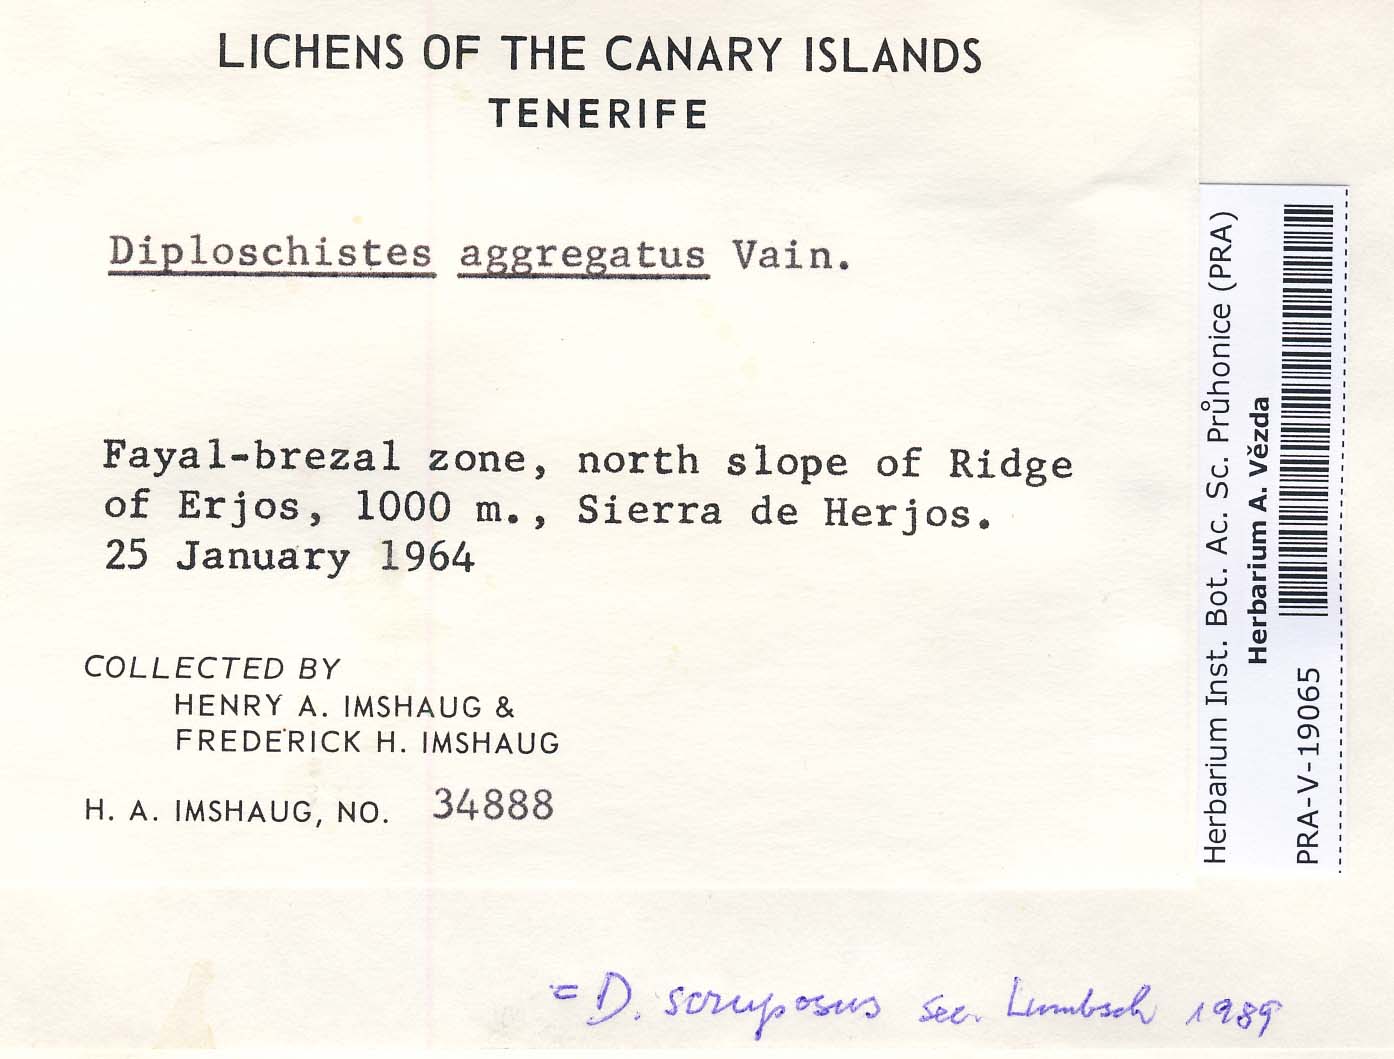 LICHENS OF THE CANARY ISLANDS
TENERIFE
Diploschistes aggregatus Vain.
Fayal-brezal zone, north slope of Ridge
of Erjos, 1000 m., Sierra de Herjos.
25 January 1964
COLLECTED BY
HENRY A. IMSHAUG &
FREDERICK H. IMSHAUG
H. A. IMSHAUG, NO. 34888
Herbarium Inst. Bot. Ac. Sc. Průhonice (PRA)
Herbarium A. Vězda
PRA-V-19065
= D. scruposus sec. Lumbsch 1989